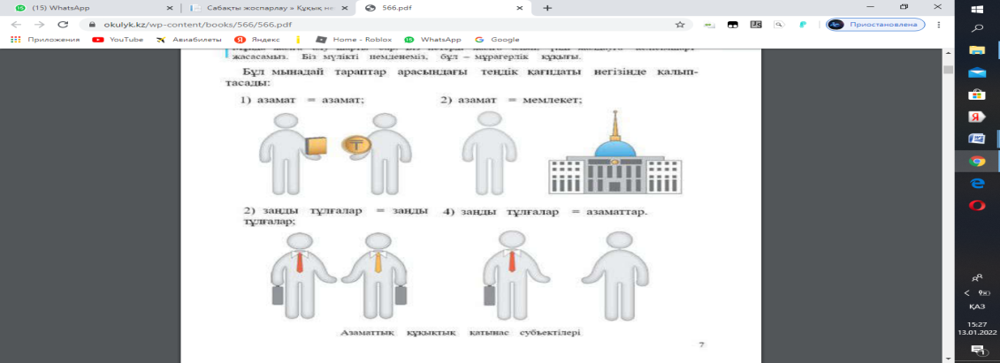 (15) WhatsApp
Сабақты жоспарлау » Құқық не
566.pdf
okulyk.kz/wp-content/books/566/566.pdf
Приостановлена
Приложения YouTube Авиабилеты Яндекс Home - Roblox WhatsApp Google
жасасамыз. Біз мүлікті иемденеміз, бұл – мұрагерлік құқығы.
Бұл мынадай тараптар арасындағы теңдік қағидаты негізінде қалып-
тасады:
1) азамат = азамат; 2) азамат = мемлекет;
2) заңды тұлғалар = заңды 4) заңды тұлғалар = азаматтар.
тұлғалар;
Азаматтық құқықтық қатынас субъектілері
7
ҚАЗ
15:27
13.01.2022